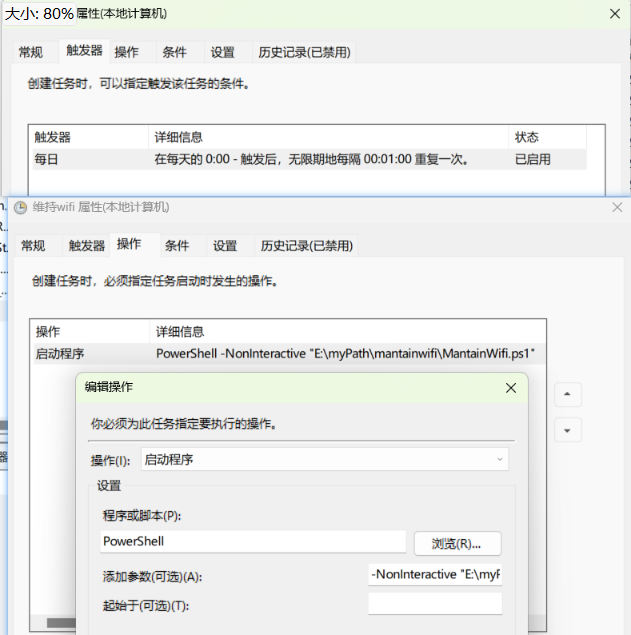 大小: 80% 属性(本地计算机)
常规 触发器 操作 条件 设置 历史记录(已禁用)
创建任务时，可以指定触发该任务的条件。
触发器 详细信息 状态
每日 在每天的 0:00 - 触发后，无限期地每隔 00:01:00 重复一次。 已启用
维持wifi 属性(本地计算机)
常规 触发器 操作 条件 设置 历史记录(已禁用)
创建任务时，必须指定任务启动时发生的操作。
操作 详细信息
启动程序 PowerShell -NonInteractive "E:\myPath\mantainwifi\MantainWifi.ps1"
编辑操作
你必须为此任务指定要执行的操作。
操作(I): 启动程序
设置
程序或脚本(P):
PowerShell 浏览(R)...
添加参数(可选)(A): -NonInteractive "E:\myP
起始于(可选)(T):